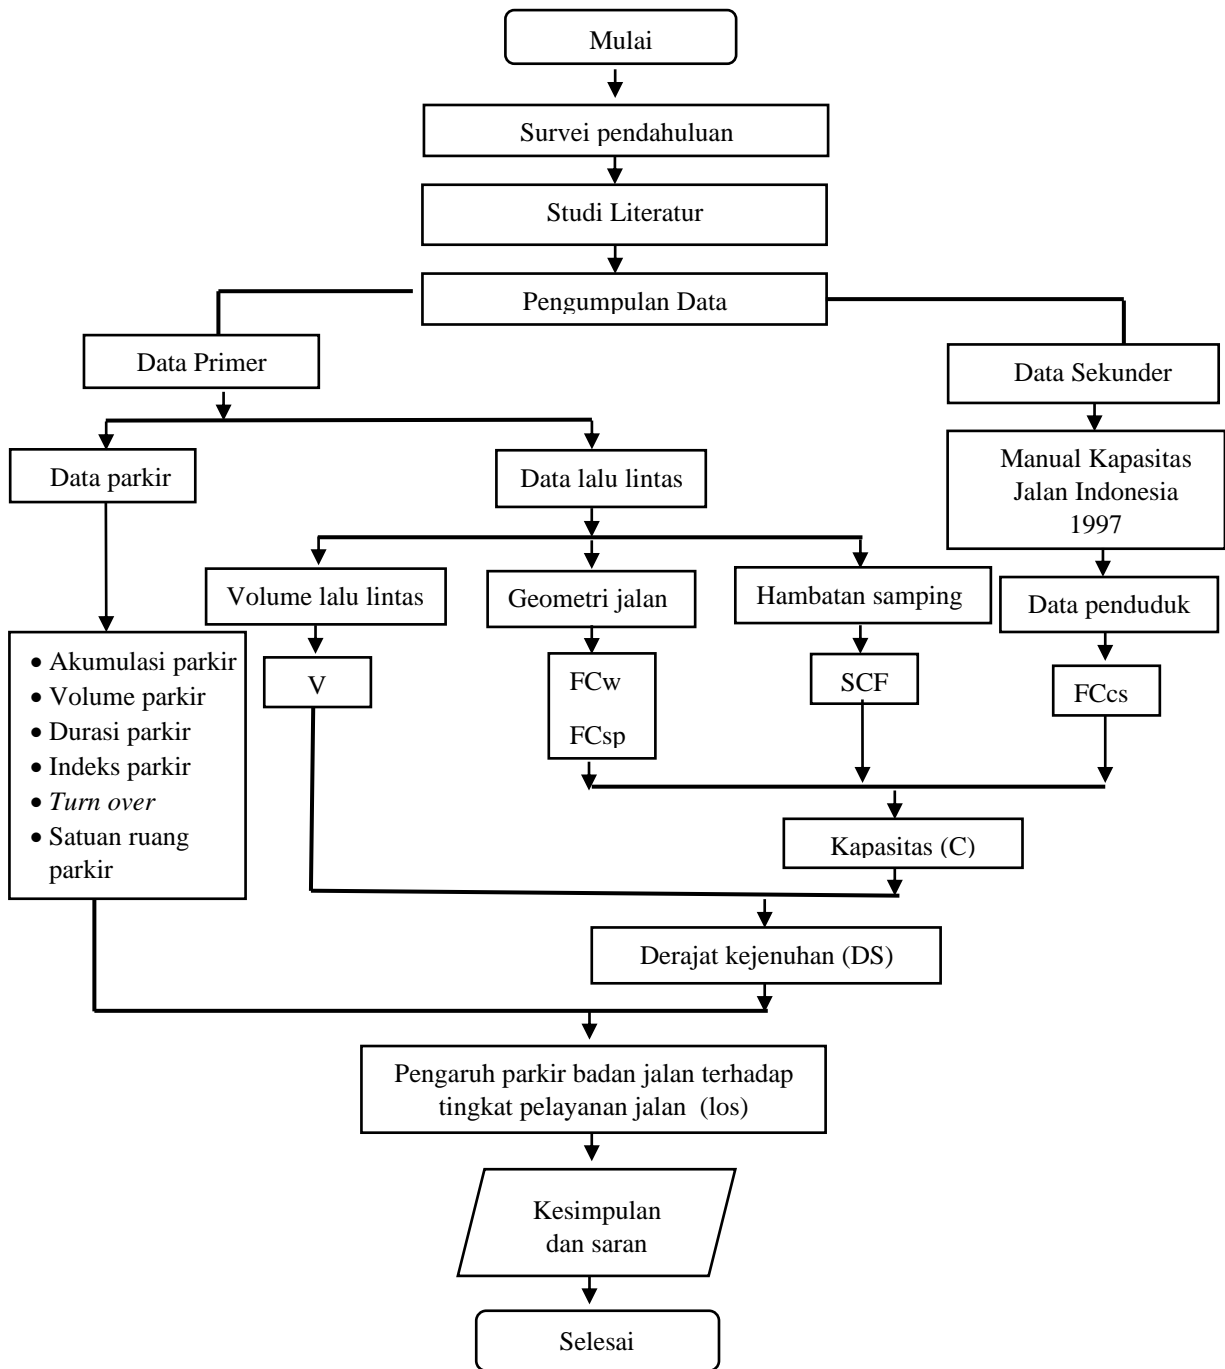 Mulai
Survei pendahuluan
Studi Literatur
Pengumpulan Data
Data Primer
Data Sekunder
Data parkir
Data lalu lintas
Manual Kapasitas
Jalan Indonesia
1997
Volume lalu lintas
Geometri jalan
Hambatan samping
Data penduduk
• Akumulasi parkir
• Volume parkir
• Durasi parkir
• Indeks parkir
• Turn over
• Satuan ruang
parkir
V
FCw
FCsp
SCF
FCcs
Kapasitas (C)
Derajat kejenuhan (DS)
Pengaruh parkir badan jalan terhadap
tingkat pelayanan jalan (los)
Kesimpulan
dan saran
Selesai